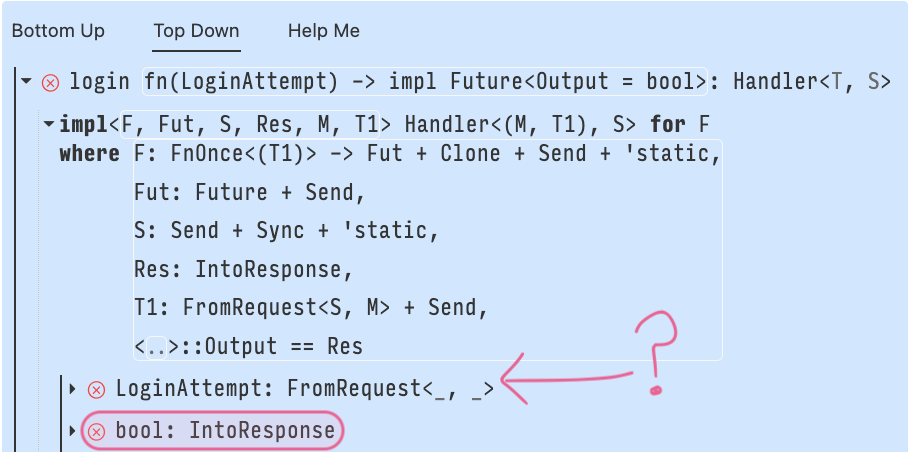 Bottom Up Top Down Help Me
login fn(LoginAttempt) -> impl Future<Output = bool>: Handler<T, S>
impl<F, Fut, S, Res, M, T1> Handler<(M, T1), S> for F
where F: FnOnce<(T1)> -> Fut + Clone + Send + 'static,
Fut: Future + Send,
S: Send + Sync + 'static,
Res: IntoResponse,
T1: FromRequest<S, M> + Send,
<..>::Output == Res
LoginAttempt: FromRequest<_, _>
?
bool: IntoResponse